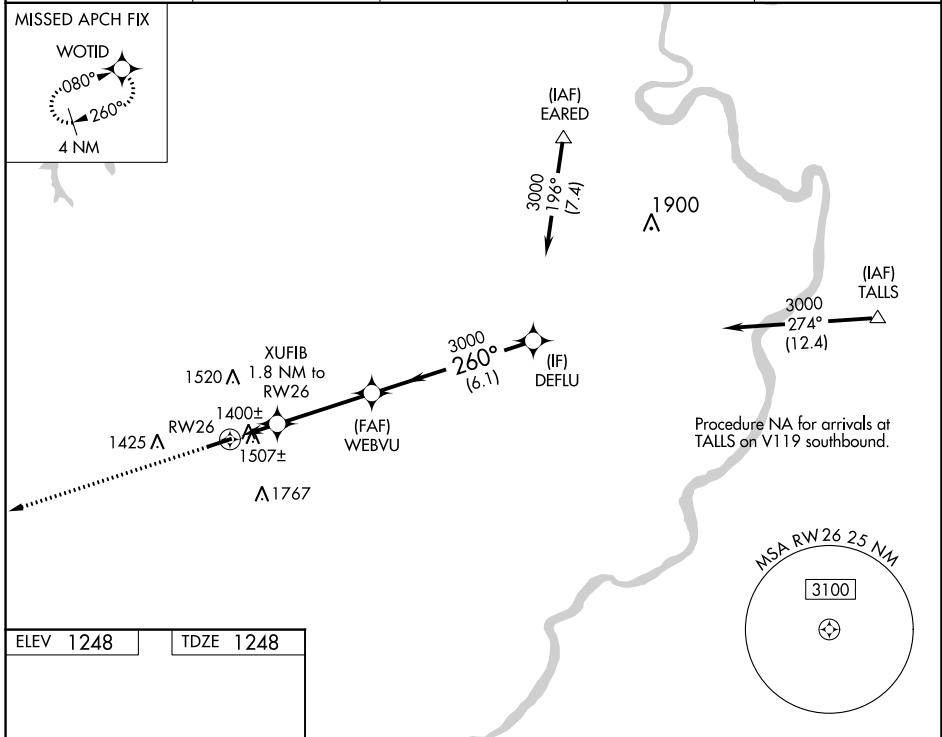 MISSED APCH FIX
WOTID
080°
260°
4 NM
(IAF)
EARED
3000
196°
(7.4)
1900
(IAF)
TALLS
3000
274°
(12.4)
3000
260°
(6.1)
(IF)
DEFLU
XUFIB
1.8 NM to
RW26
1520
1400±
RW26
1425
1507±
(FAF)
WEBVU
1767
Procedure NA for arrivals at
TALLS on V119 southbound.
MSA RW26 25 NM
3100
ELEV 1248
TDZE 1248